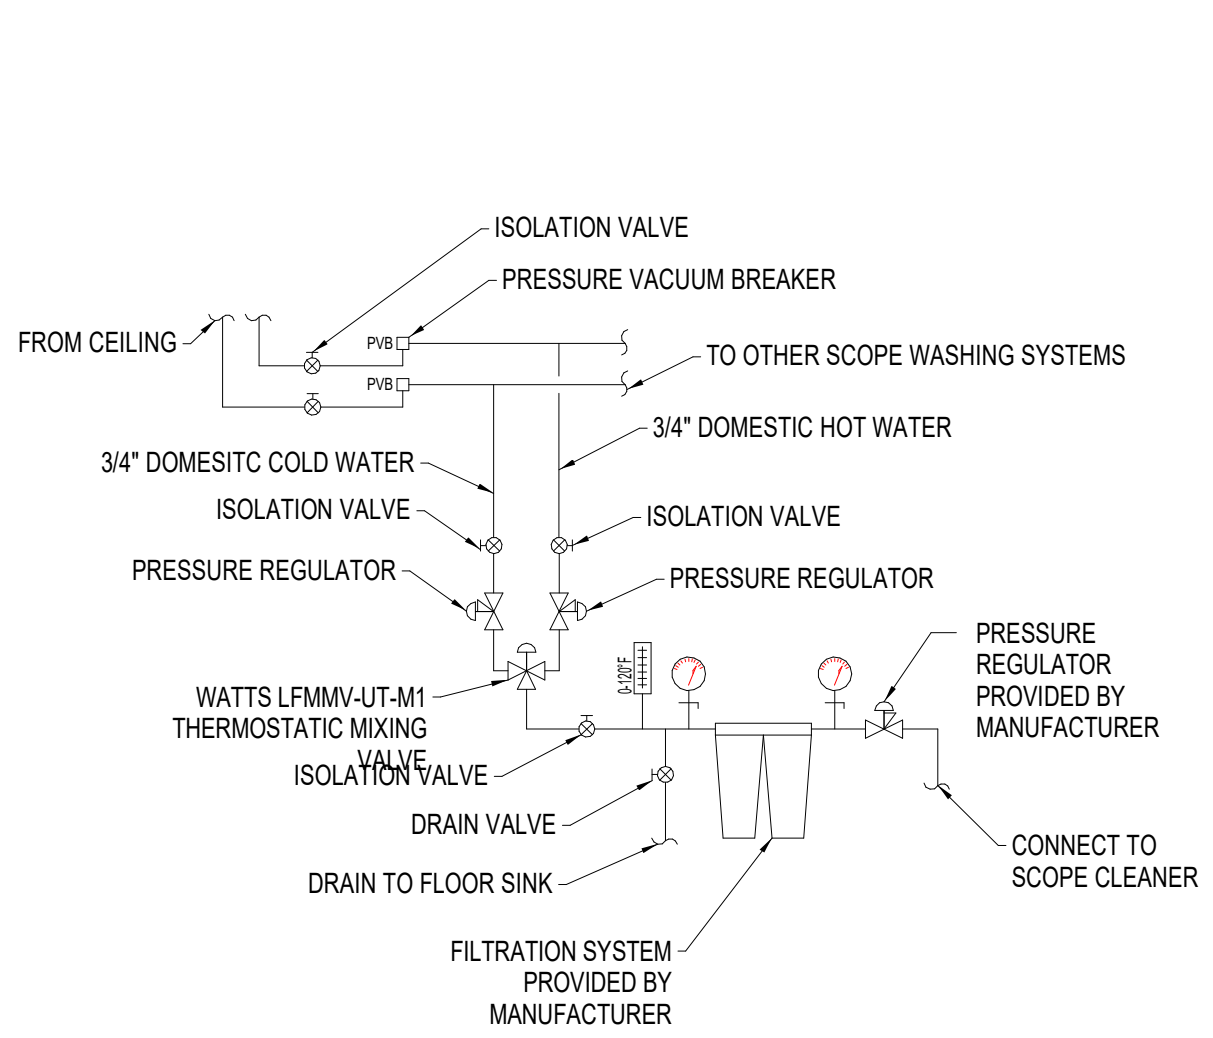 ISOLATION VALVE
PRESSURE VACUUM BREAKER
FROM CEILING
PVB
TO OTHER SCOPE WASHING SYSTEMS
PVB
3/4" DOMESTIC HOT WATER
3/4" DOMESITC COLD WATER
ISOLATION VALVE
ISOLATION VALVE
PRESSURE REGULATOR
PRESSURE REGULATOR
PRESSURE
REGULATOR
PROVIDED BY
MANUFACTURER
0-120°F
WATTS LFMMV-UT-M1
THERMOSTATIC MIXING
VALVE
ISOLATION VALVE
DRAIN VALVE
CONNECT TO
SCOPE CLEANER
DRAIN TO FLOOR SINK
FILTRATION SYSTEM
PROVIDED BY
MANUFACTURER